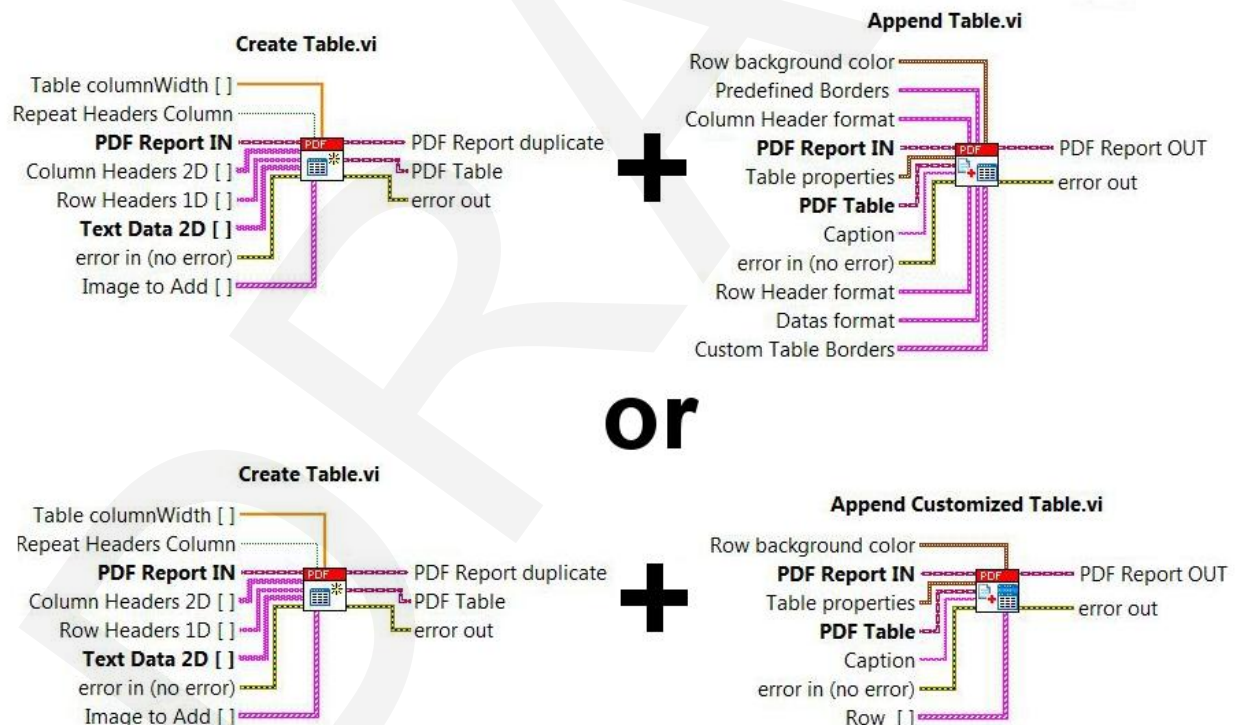 Create Table.vi
Table columnWidth [ ]
Repeat Headers Column
PDF Report IN
Column Headers 2D [ ]
Row Headers 1D [ ]
Text Data 2D [ ]
error in (no error)
Image to Add [ ]
PDF
PDF Report duplicate
PDF Table
error out
+
Append Table.vi
Row background color
Predefined Borders
Column Header format
PDF Report IN
Table properties
PDF Table
Caption
error in (no error)
Row Header format
Datas format
Custom Table Borders
PDF
PDF Report OUT
error out
or
Create Table.vi
Table columnWidth [ ]
Repeat Headers Column
PDF Report IN
Column Headers 2D [ ]
Row Headers 1D [ ]
Text Data 2D [ ]
error in (no error)
Image to Add [ ]
PDF
PDF Report duplicate
PDF Table
error out
+
Append Customized Table.vi
Row background color
PDF Report IN
Table properties
PDF Table
Caption
error in (no error)
Row [ ]
PDF
PDF Report OUT
error out